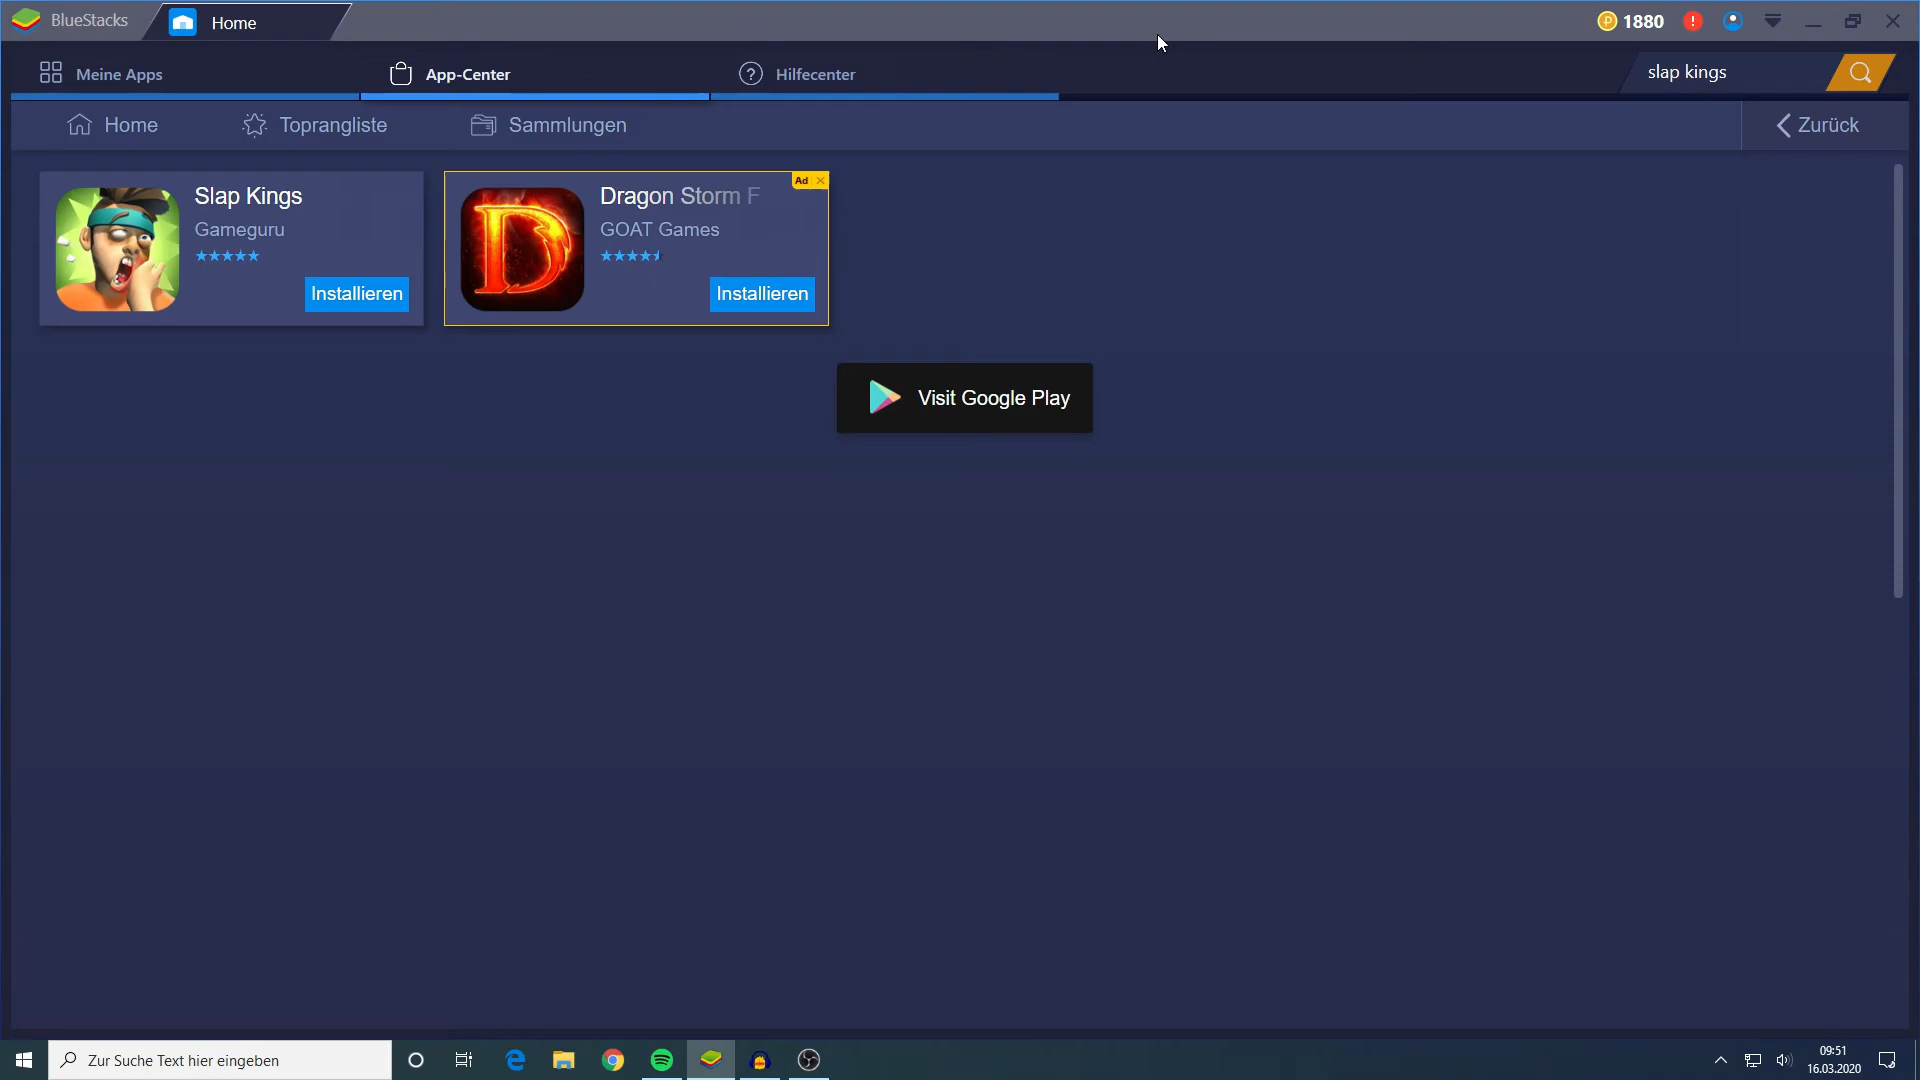 BlueStacks
Home
1880
Meine Apps
App-Center
Hilfecenter
slap kings
Home
Toprangliste
Sammlungen
Zurück
Slap Kings
Gameguru
Installieren
Ad
Dragon Storm F
GOAT Games
Installieren
Visit Google Play
Zur Suche Text hier eingeben
09:51
16.03.2020